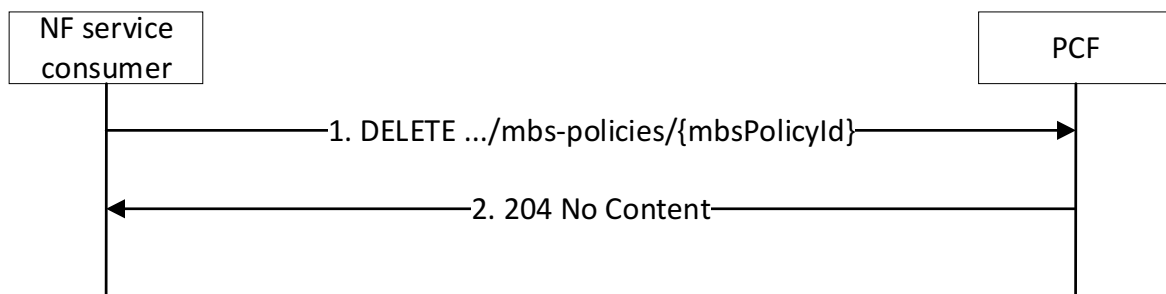 NF service
consumer
PCF
1. DELETE .../mbs-policies/{mbsPolicyId}
2. 204 No Content